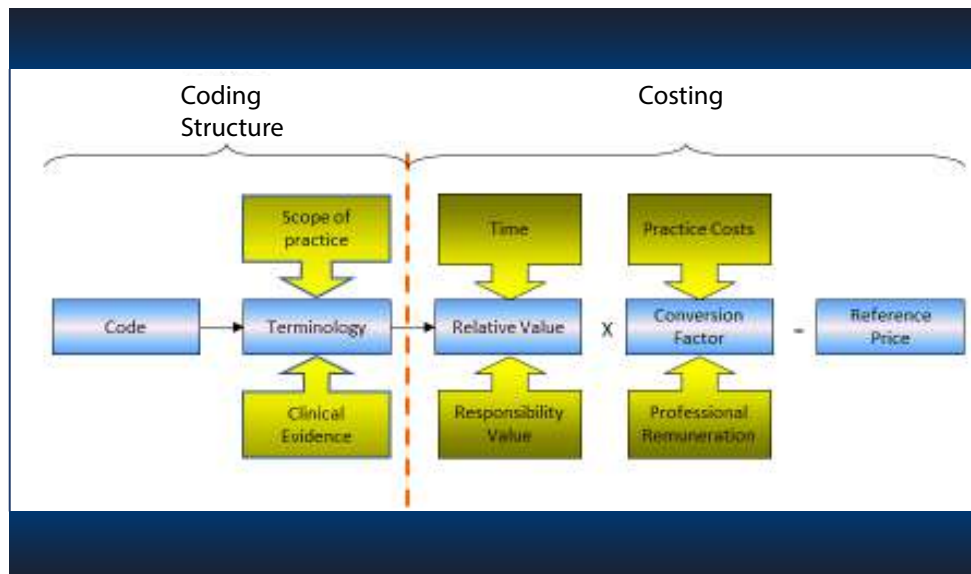 Coding
Structure
Costing
Scope of
practice
Time
Practice Costs
Code
Terminology
Relative Value
X
Conversion
Factor
=
Reference
Price
Clinical
Evidence
Responsibility
Value
Professional
Remuneration